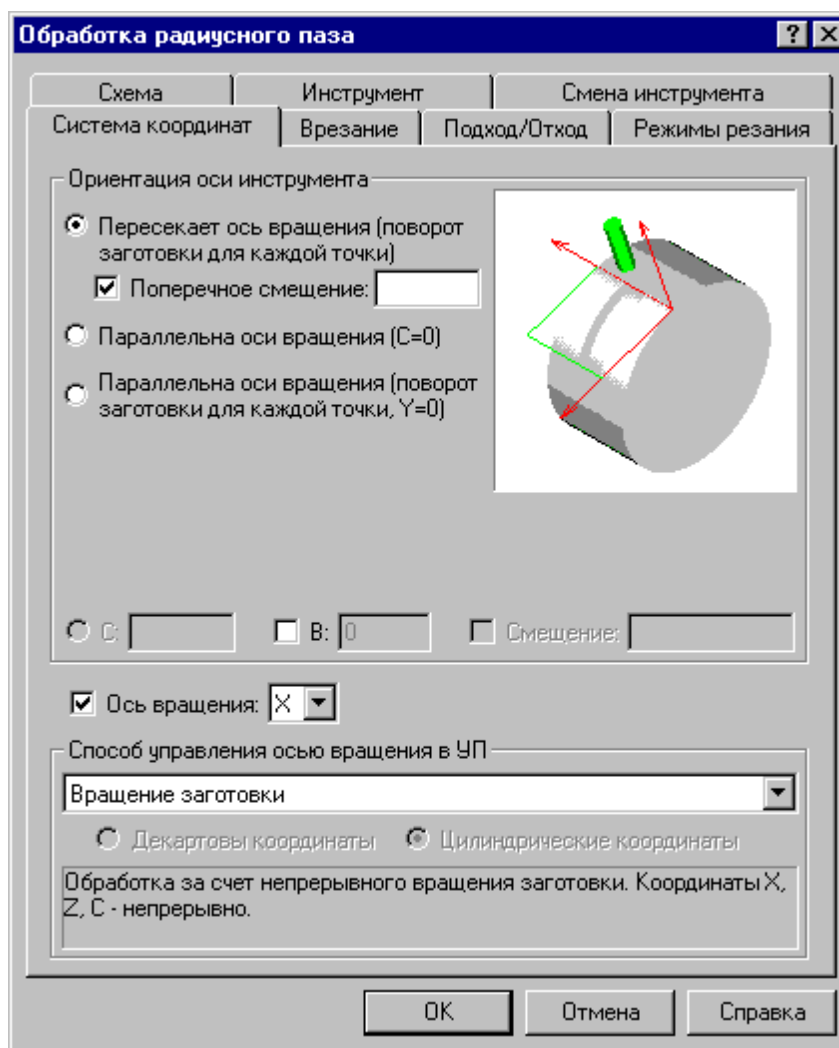 Обработка радиусного паза
Схема
Инструмент
Смена инструмента
Система координат
Врезание
Подход/Отход
Режимы резания
Ориентация оси инструмента
Пересекает ось вращения (поворот
заготовки для каждой точки)
Поперечное смещение:
Параллельна оси вращения (C=0)
Параллельна оси вращения (поворот
заготовки для каждой точки, Y=0)
C:
B:
0
Смещение:
Ось вращения:
X
Способ управления осью вращения в УП
Вращение заготовки
Декартовы координаты
Цилиндрические координаты
Обработка за счет непрерывного вращения заготовки. Координаты X,
Z, C - непрерывно.
OK
Отмена
Справка